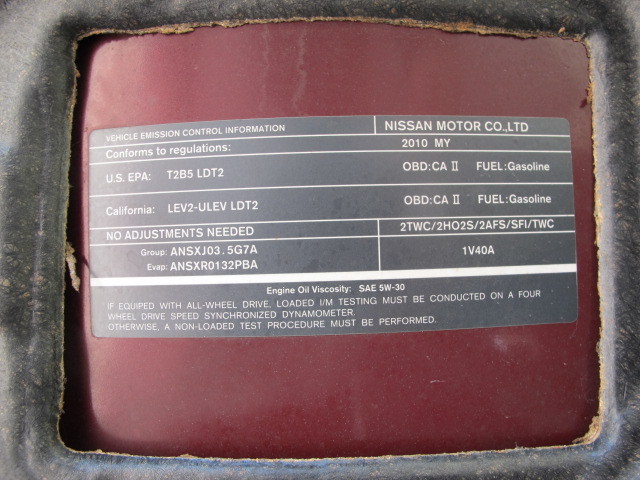 VEHICLE EMISSION CONTROL INFORMATION NISSAN MOTOR CO.,LTD
Conforms to regulations: 2010 MY
U.S. EPA: T2B5 LDT2 OBD:CA II FUEL:Gasoline
California: LEV2-ULEV LDT2 OBD:CA II FUEL:Gasoline
NO ADJUSTMENTS NEEDED 2TWC/2HO2S/2AFS/SFI/TWC
Group: ANSXJ03.5G7A 1V40A
Evap: ANSXR0132PBA
Engine Oil Viscosity: SAE 5W-30
IF EQUIPPED WITH ALL-WHEEL DRIVE, LOADED I/M TESTING MUST BE CONDUCTED ON A FOUR
WHEEL DRIVE SPEED SYNCHRONIZED DYNAMOMETER.
OTHERWISE, A NON-LOADED TEST PROCEDURE MUST BE PERFORMED.